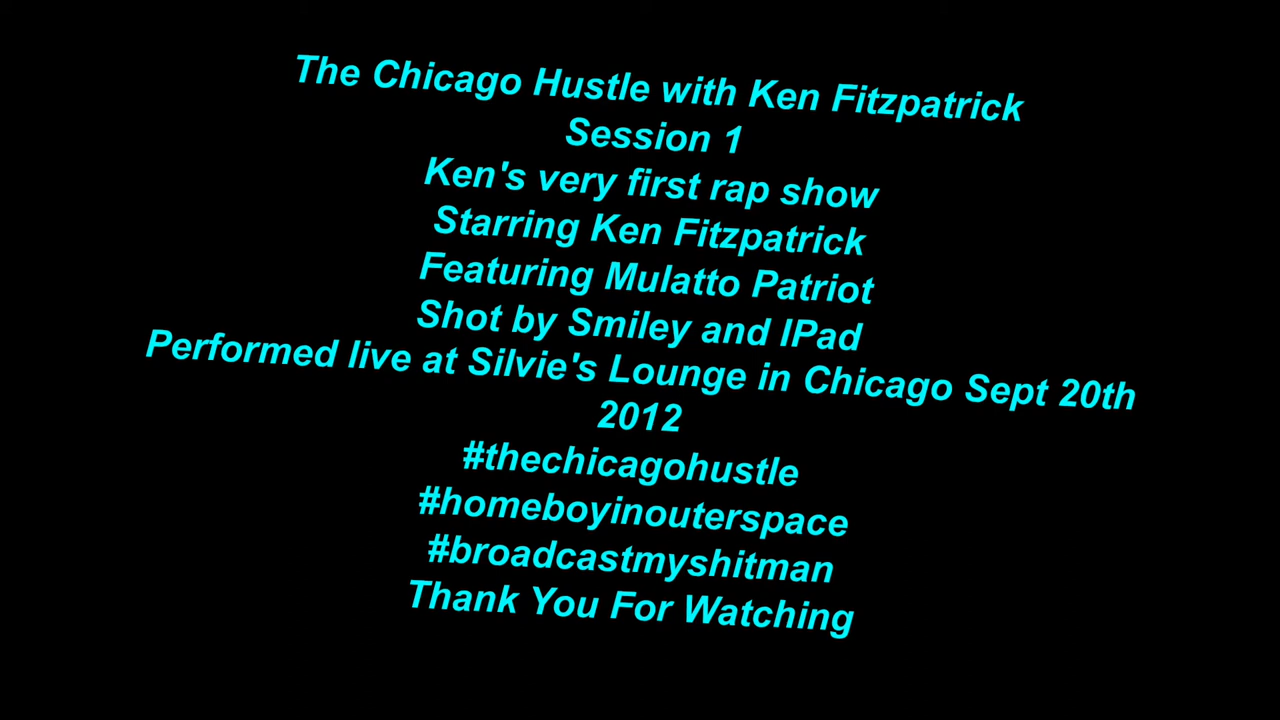 The Chicago Hustle with Ken Fitzpatrick
Session 1
Ken's very first rap show
Starring Ken Fitzpatrick
Featuring Mulatto Patriot
Shot by Smiley and IPad
Performed live at Silvie's Lounge in Chicago Sept 20th
2012
#thechicagohustle
#homeboyinouterspace
#broadcastmyshitman
Thank You For Watching